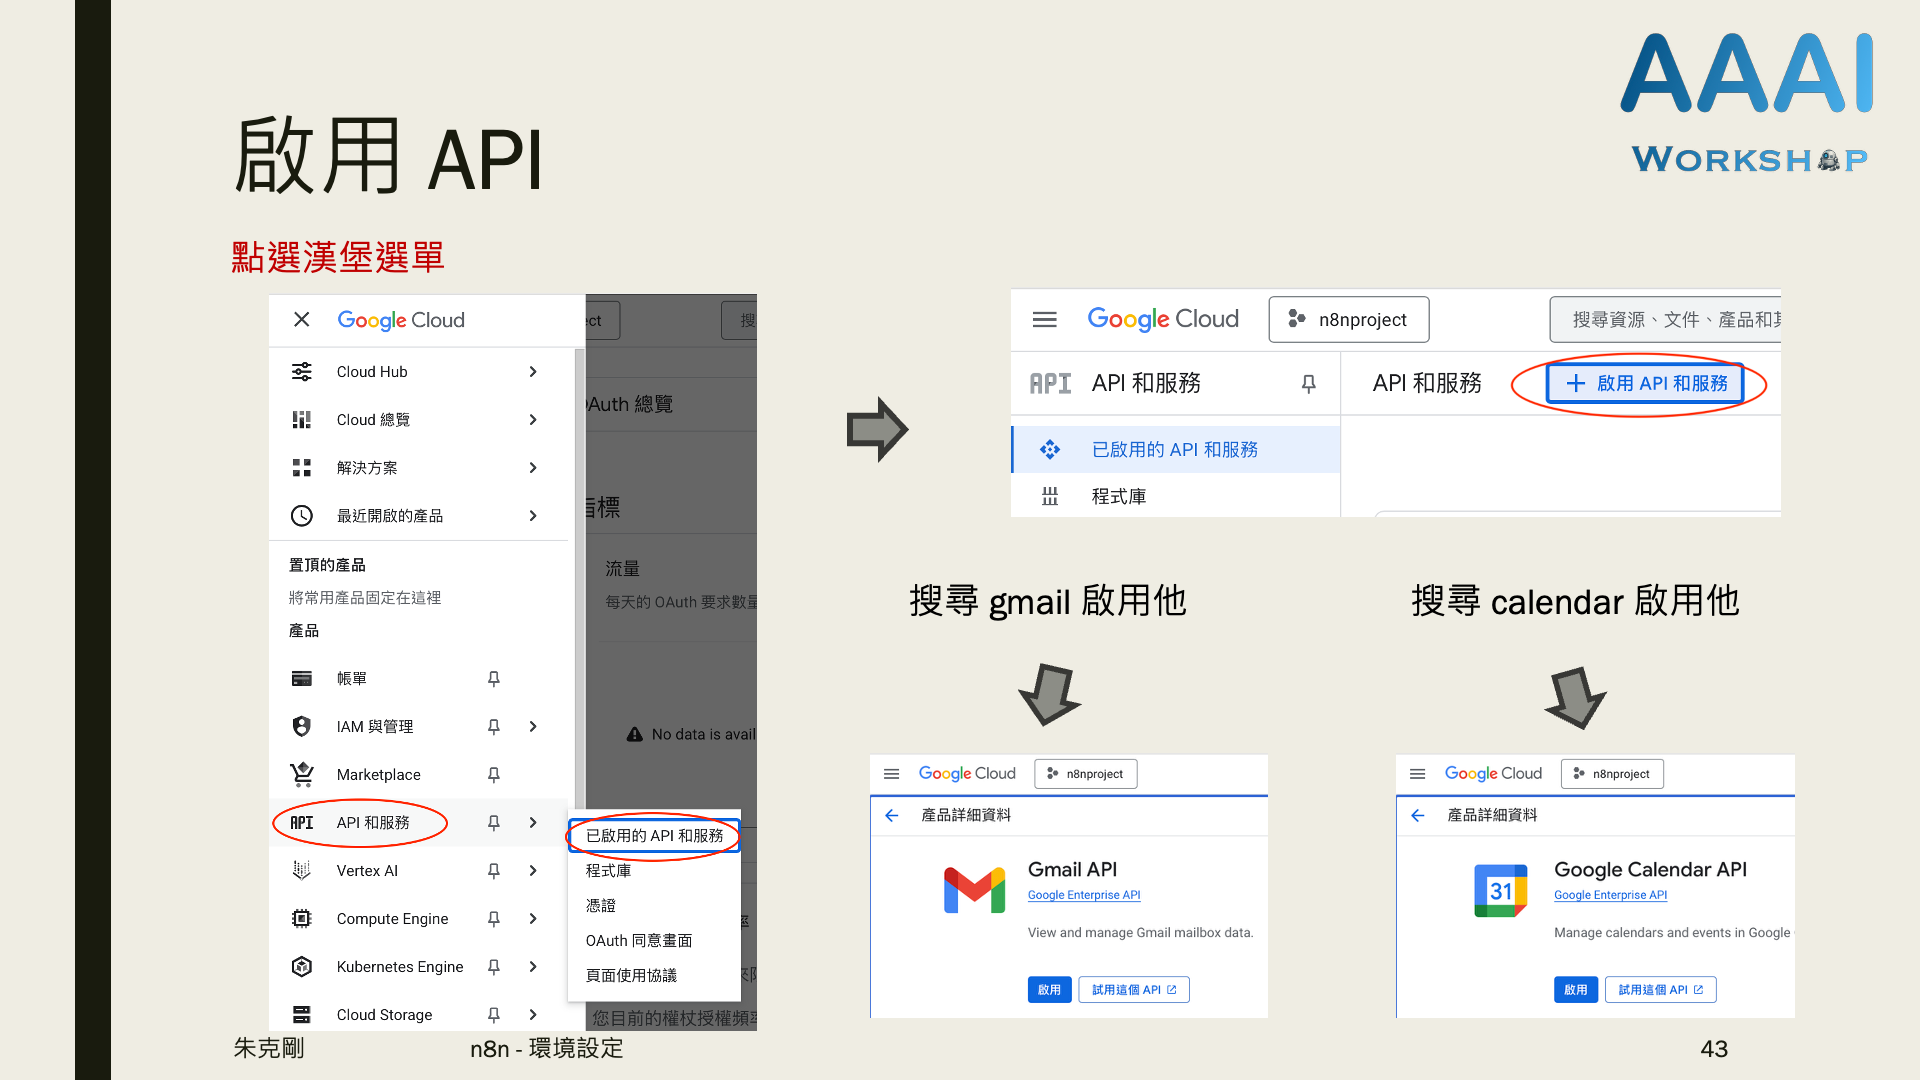 AAAI
WORKSHOP
啟用 API
點選漢堡選單
Google Cloud
Cloud Hub
Cloud 總覽
解決方案
最近開啟的產品
置頂的產品
將常用產品固定在這裡
產品
帳單
IAM 與管理
Marketplace
API API 和服務
Vertex AI
Compute Engine
Kubernetes Engine
Cloud Storage
ect
搜
Auth 總覽
指標
流量
每天的 OAuth 要求數量
No data is avail
已啟用的 API 和服務
程式庫
憑證
OAuth 同意畫面
頁面使用協議
您目前的權杖授權頻率
Google Cloud n8nproject 搜尋資源、文件、產品和其
API API 和服務 API 和服務 + 啟用 API 和服務
已啟用的 API 和服務
程式庫
搜尋 gmail 啟用他
搜尋 calendar 啟用他
Google Cloud n8nproject
產品詳細資料
Gmail API
Google Enterprise API
View and manage Gmail mailbox data.
啟用 試用這個 API
Google Cloud n8nproject
產品詳細資料
31
Google Calendar API
Google Enterprise API
Manage calendars and events in Google
啟用 試用這個 API
朱克剛 n8n - 環境設定 43